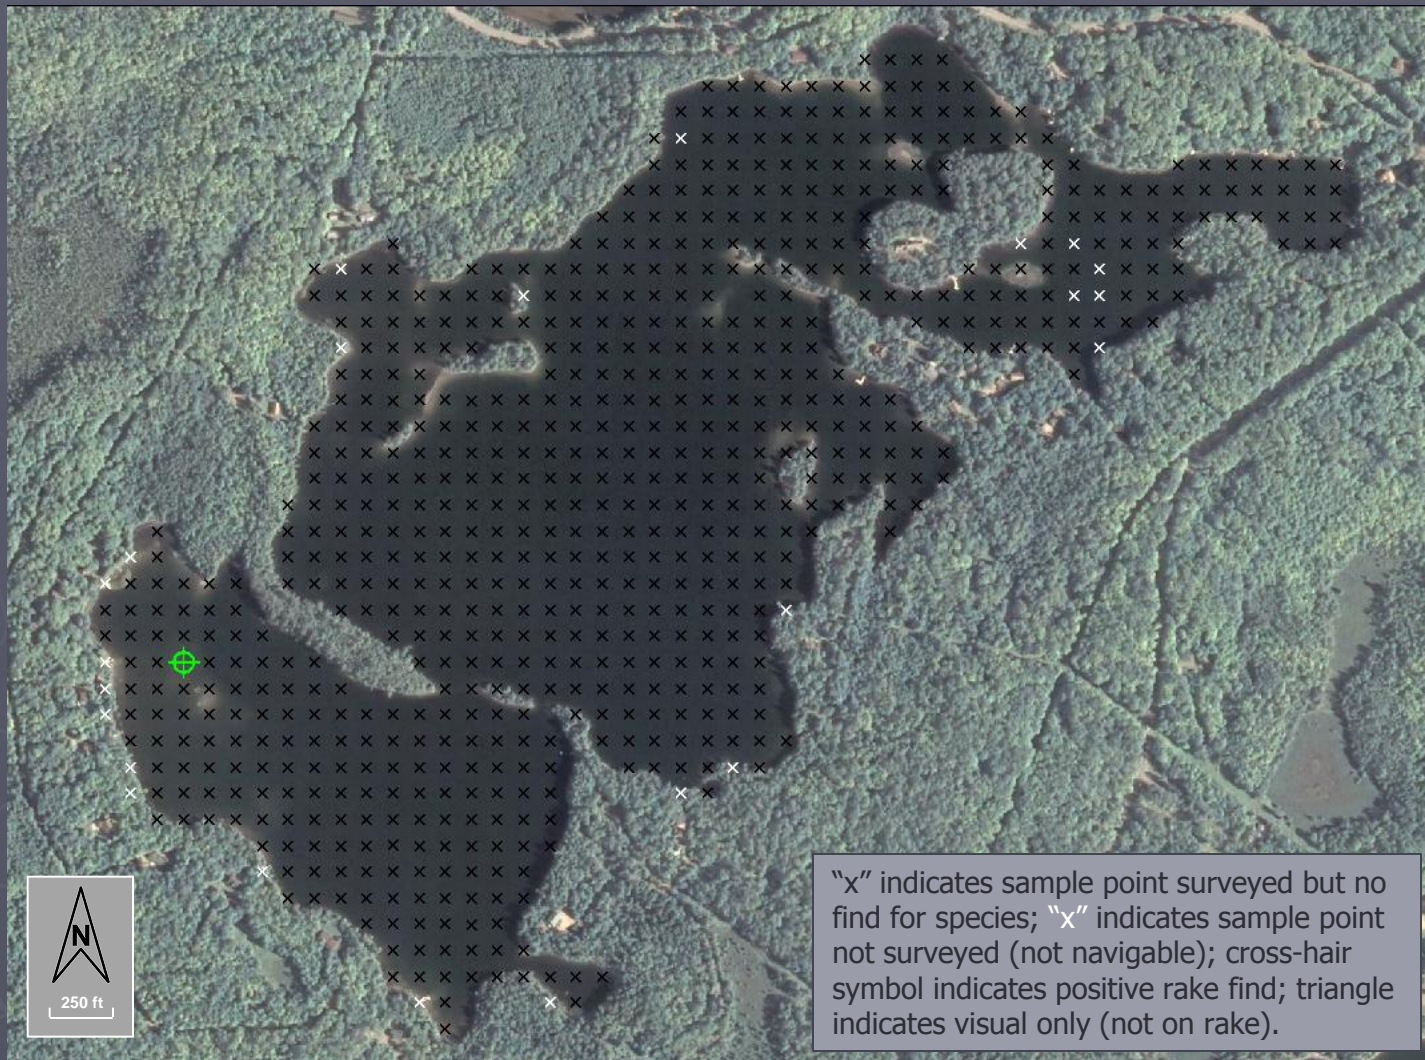 N
250 ft
“x” indicates sample point surveyed but no
find for species; “x” indicates sample point
not surveyed (not navigable); cross-hair
symbol indicates positive rake find; triangle
indicates visual only (not on rake).